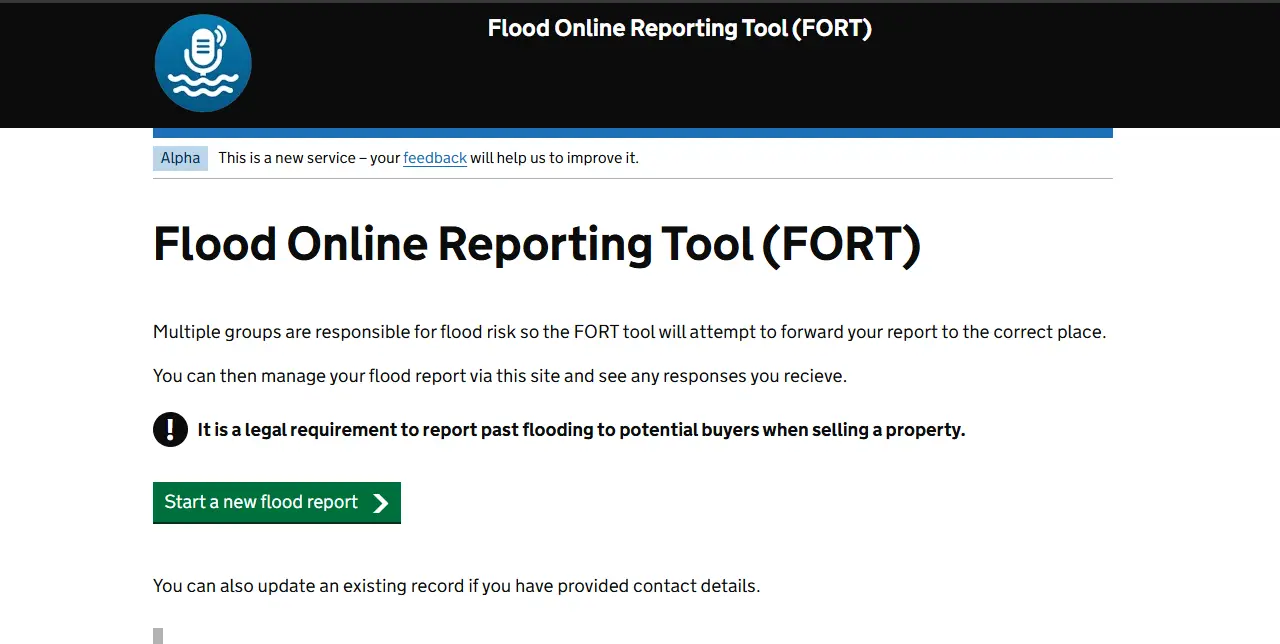 Flood Online Reporting Tool (FORT)
Alpha This is a new service – your feedback will help us to improve it.
Flood Online Reporting Tool (FORT)
Multiple groups are responsible for flood risk so the FORT tool will attempt to forward your report to the correct place.
You can then manage your flood report via this site and see any responses you recieve.
! It is a legal requirement to report past flooding to potential buyers when selling a property.
Start a new flood report
You can also update an existing record if you have provided contact details.